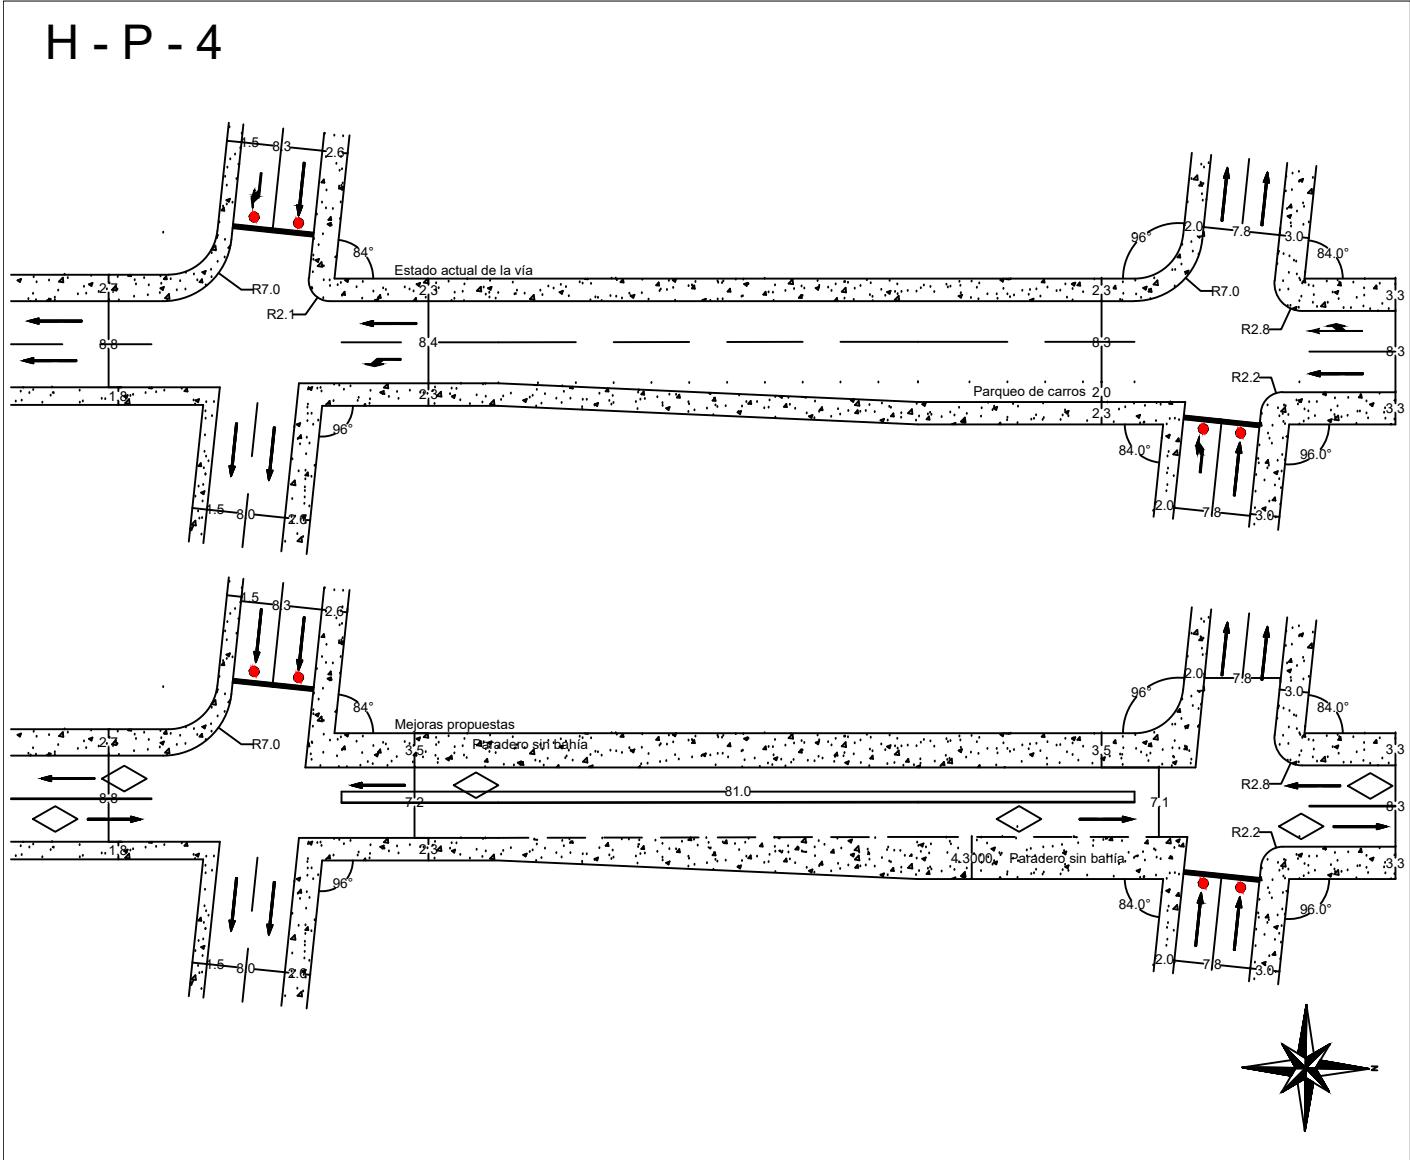 H - P - 4
1.5 8.3 2.6
84°
96°
2.0 7.8 3.0
84.0°
Estado actual de la vía
2.7
R7.0
2.3
2.3
R7.0
3.3
R2.1
R2.8
8.8
8.4
8.3
8.3
R2.2
1.8
2.3
Parqueo de carros 2.0
2.3
3.3
96°
84.0°
96.0°
1.5 8.0 2.6
2.0 7.8 3.0
1.5 8.3 2.6
84°
96°
2.0 7.8 3.0
84.0°
Mejoras propuestas
2.7
R7.0
3.5
Paradero sin bahía
3.5
3.3
R2.8
8.8
7.2
81.0
7.1
8.3
R2.2
1.8
2.3
4.3000
Paradero sin bahía
3.3
96°
84.0°
96.0°
1.5 8.0 2.6
2.0 7.8 3.0
N